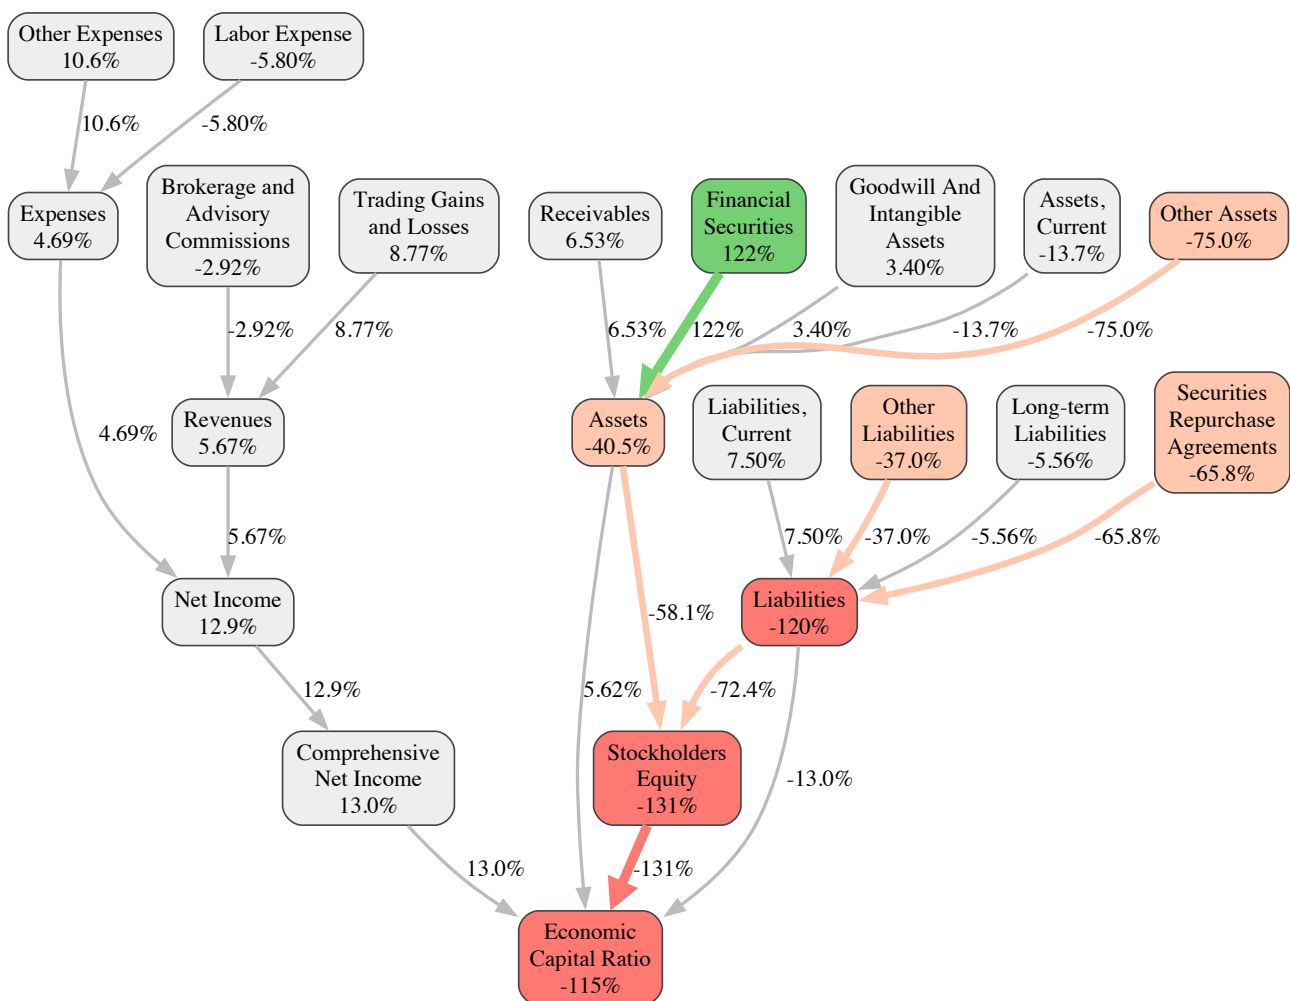 Other Expenses
10.6%
Labor Expense
-5.80%
10.6%
-5.80%
Expenses
4.69%
Brokerage and
Advisory
Commissions
-2.92%
Trading Gains
and Losses
8.77%
Receivables
6.53%
Financial
Securities
122%
Goodwill And
Intangible
Assets
3.40%
Assets,
Current
-13.7%
Other Assets
-75.0%
-2.92%
8.77%
6.53%
122%
3.40%
-13.7%
-75.0%
4.69%
Revenues
5.67%
Assets
-40.5%
Liabilities,
Current
7.50%
Other
Liabilities
-37.0%
Long-term
Liabilities
-5.56%
Securities
Repurchase
Agreements
-65.8%
5.67%
7.50%
-37.0%
-5.56%
-65.8%
Net Income
12.9%
-58.1%
Liabilities
-120%
12.9%
5.62%
-72.4%
Comprehensive
Net Income
13.0%
Stockholders
Equity
-131%
-13.0%
13.0%
-131%
Economic
Capital Ratio
-115%